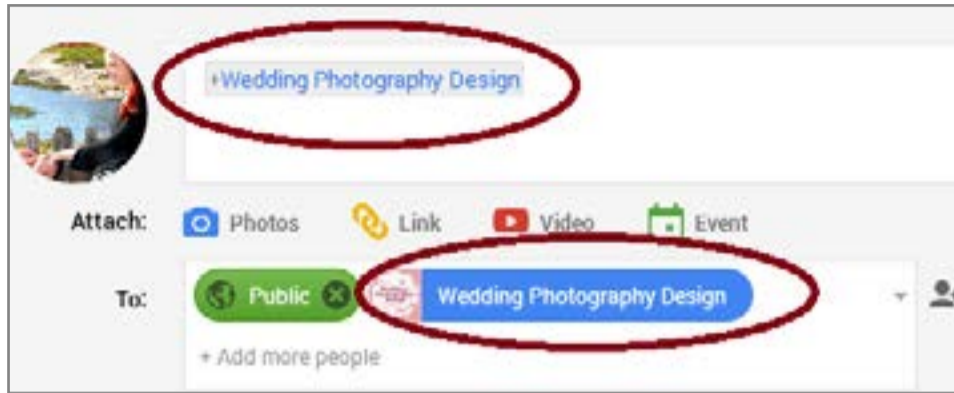 +Wedding Photography Design
Attach: Photos Link Video Event
To: Public Wedding Photography Design
+ Add more people